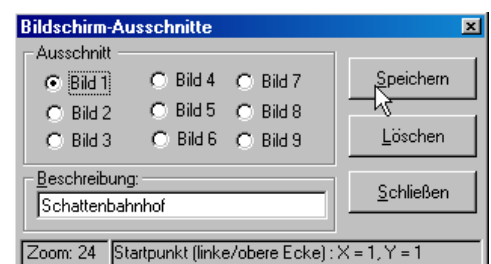 Bildschirm-Ausschnitte
Ausschnitt
Bild 1 Bild 4 Bild 7
Bild 2 Bild 5 Bild 8
Bild 3 Bild 6 Bild 9
Speichern
Löschen
Schließen
Beschreibung:
Schattenbahnhof
Zoom: 24 Startpunkt (linke/obere Ecke) : X = 1, Y = 1